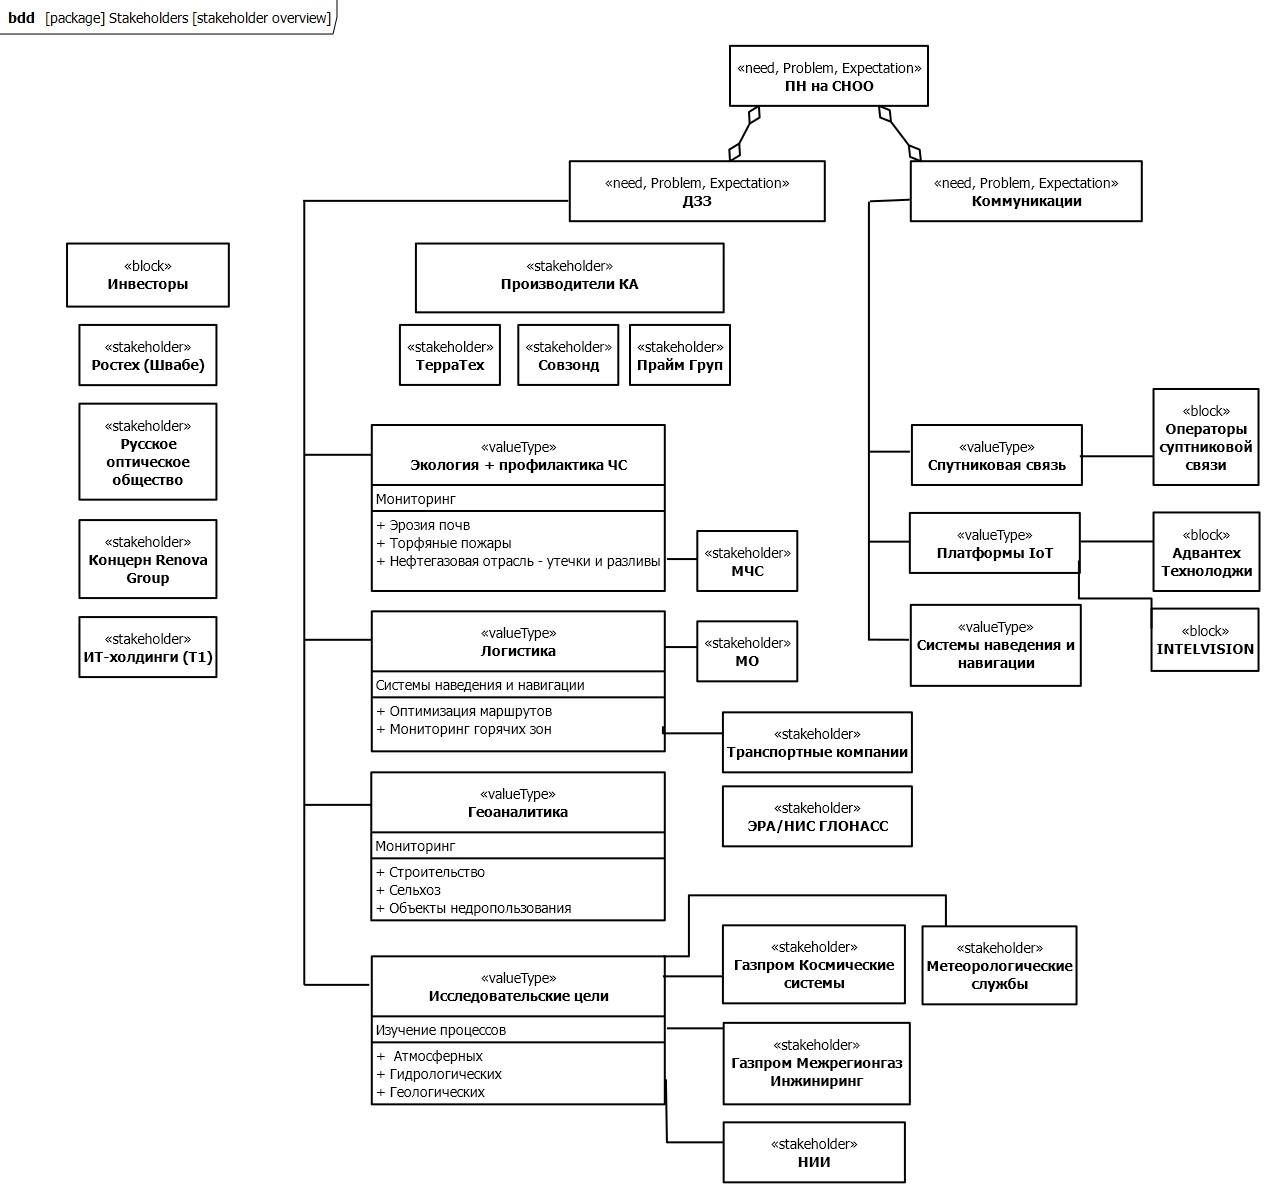 bdd [package] Stakeholders [stakeholder overview]
«need, Problem, Expectation»
ПН на СНОО
«need, Problem, Expectation»
ДЗЗ
«need, Problem, Expectation»
Коммуникации
«block»
Инвесторы
«stakeholder»
Ростех (Швабе)
«stakeholder»
Русское
оптическое
общество
«stakeholder»
Концерн Renova
Group
«stakeholder»
ИТ-холдинги (Т1)
«stakeholder»
Производители КА
«stakeholder»
ТерраТех
«stakeholder»
Совзонд
«stakeholder»
Прайм Груп
«valueType»
Экология + профилактика ЧС
Мониторинг
+ Эрозия почв
+ Торфяные пожары
+ Нефтегазовая отрасль - утечки и разливы
«stakeholder»
МЧС
«valueType»
Логистика
Системы наведения и навигации
+ Оптимизация маршрутов
+ Мониторинг горячих зон
«stakeholder»
МО
«stakeholder»
Транспортные компании
«stakeholder»
ЭРА/НИС ГЛОНАСС
«valueType»
Геоаналитика
Мониторинг
+ Строительство
+ Сельхоз
+ Объекты недропользования
«valueType»
Исследовательские цели
Изучение процессов
+ Атмосферных
+ Гидрологических
+ Геологических
«stakeholder»
Газпром Космические
системы
«stakeholder»
Метеорологические
службы
«stakeholder»
Газпром Межрегионгаз
Инжиниринг
«stakeholder»
НИИ
«valueType»
Спутниковая связь
«block»
Операторы
суптниковой
связи
«valueType»
Платформы IoT
«block»
Адвантех
Технолоджи
«valueType»
Системы наведения и
навигации
«block»
INTELVISION